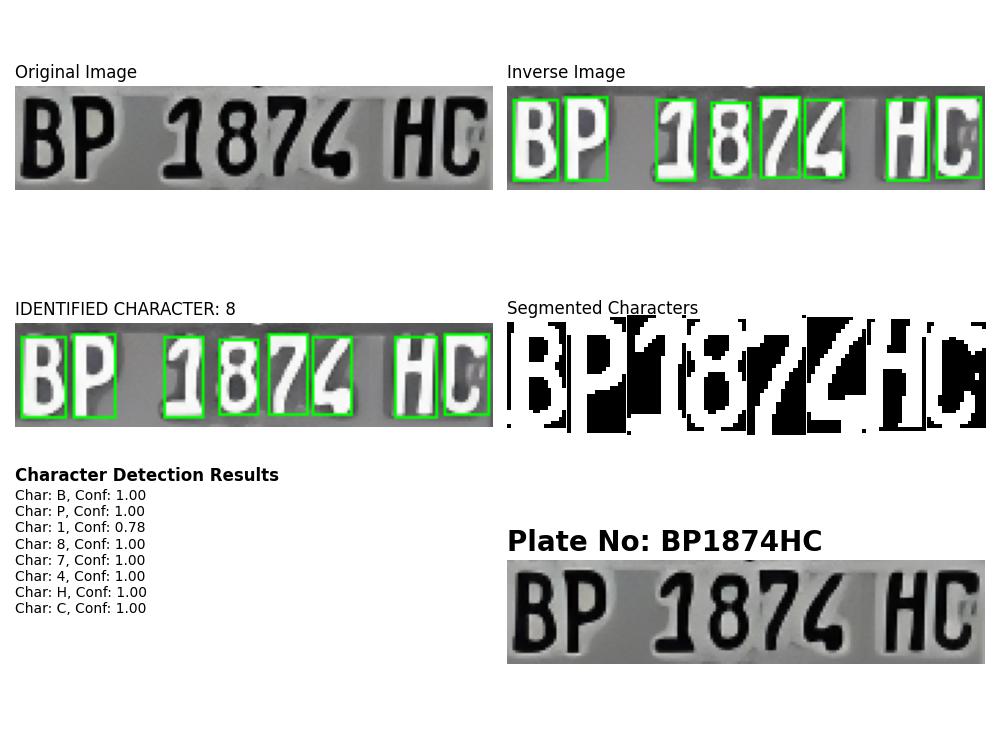 Original Image
BP 1874 HC
Inverse Image
BP 1874 HC
IDENTIFIED CHARACTER: 8
BP 1874 HC
Segmented Characters
BP1874HC
Character Detection Results
Char: B, Conf: 1.00
Char: P, Conf: 1.00
Char: 1, Conf: 0.78
Char: 8, Conf: 1.00
Char: 7, Conf: 1.00
Char: 4, Conf: 1.00
Char: H, Conf: 1.00
Char: C, Conf: 1.00
Plate No: BP1874HC
BP 1874 HC